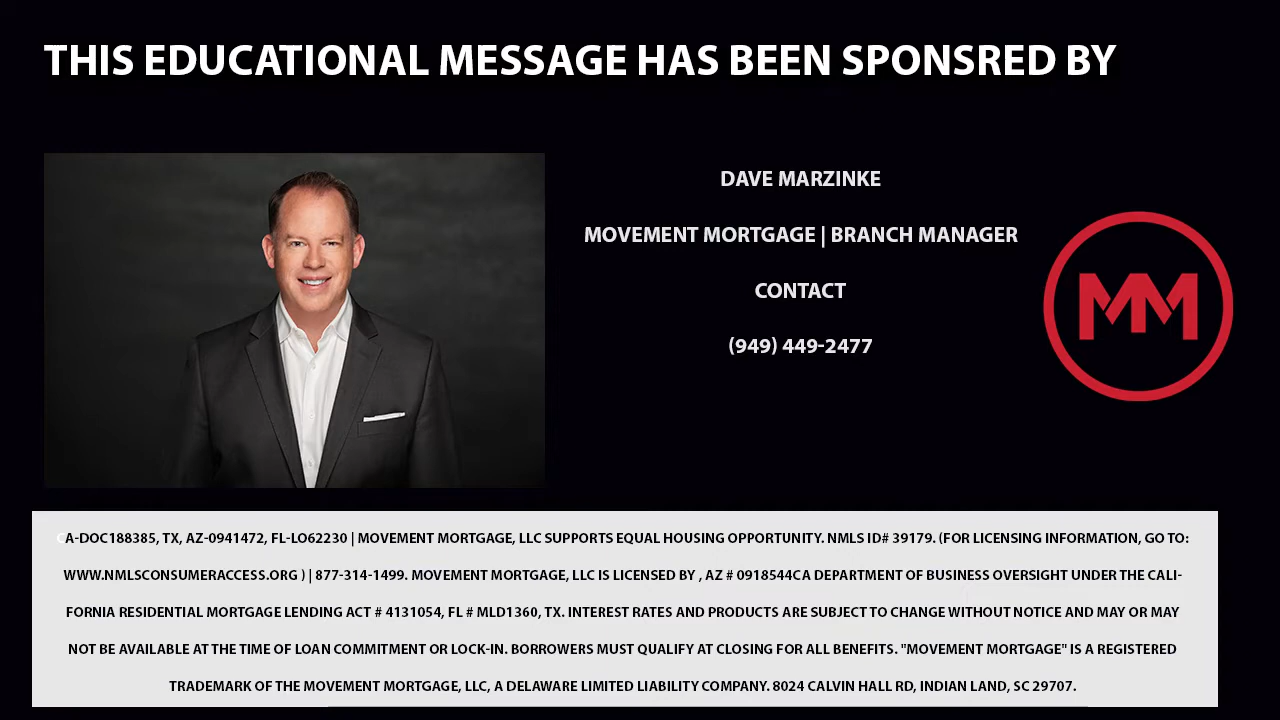 THIS EDUCATIONAL MESSAGE HAS BEEN SPONSRED BY
DAVE MARZINKE
MOVEMENT MORTGAGE | BRANCH MANAGER
CONTACT
(949) 449-2477
MM
CA-DOC188385, TX, AZ-0941472, FL-LO62230 | MOVEMENT MORTGAGE, LLC SUPPORTS EQUAL HOUSING OPPORTUNITY. NMLS ID# 39179. (FOR LICENSING INFORMATION, GO TO:
WWW.NMLSCONSUMERACCESS.ORG ) | 877-314-1499. MOVEMENT MORTGAGE, LLC IS LICENSED BY , AZ # 0918544CA DEPARTMENT OF BUSINESS OVERSIGHT UNDER THE CALI-
FORNIA RESIDENTIAL MORTGAGE LENDING ACT # 4131054, FL # MLD1360, TX. INTEREST RATES AND PRODUCTS ARE SUBJECT TO CHANGE WITHOUT NOTICE AND MAY OR MAY
NOT BE AVAILABLE AT THE TIME OF LOAN COMMITMENT OR LOCK-IN. BORROWERS MUST QUALIFY AT CLOSING FOR ALL BENEFITS. "MOVEMENT MORTGAGE" IS A REGISTERED
TRADEMARK OF THE MOVEMENT MORTGAGE, LLC, A DELAWARE LIMITED LIABILITY COMPANY. 8024 CALVIN HALL RD, INDIAN LAND, SC 29707.